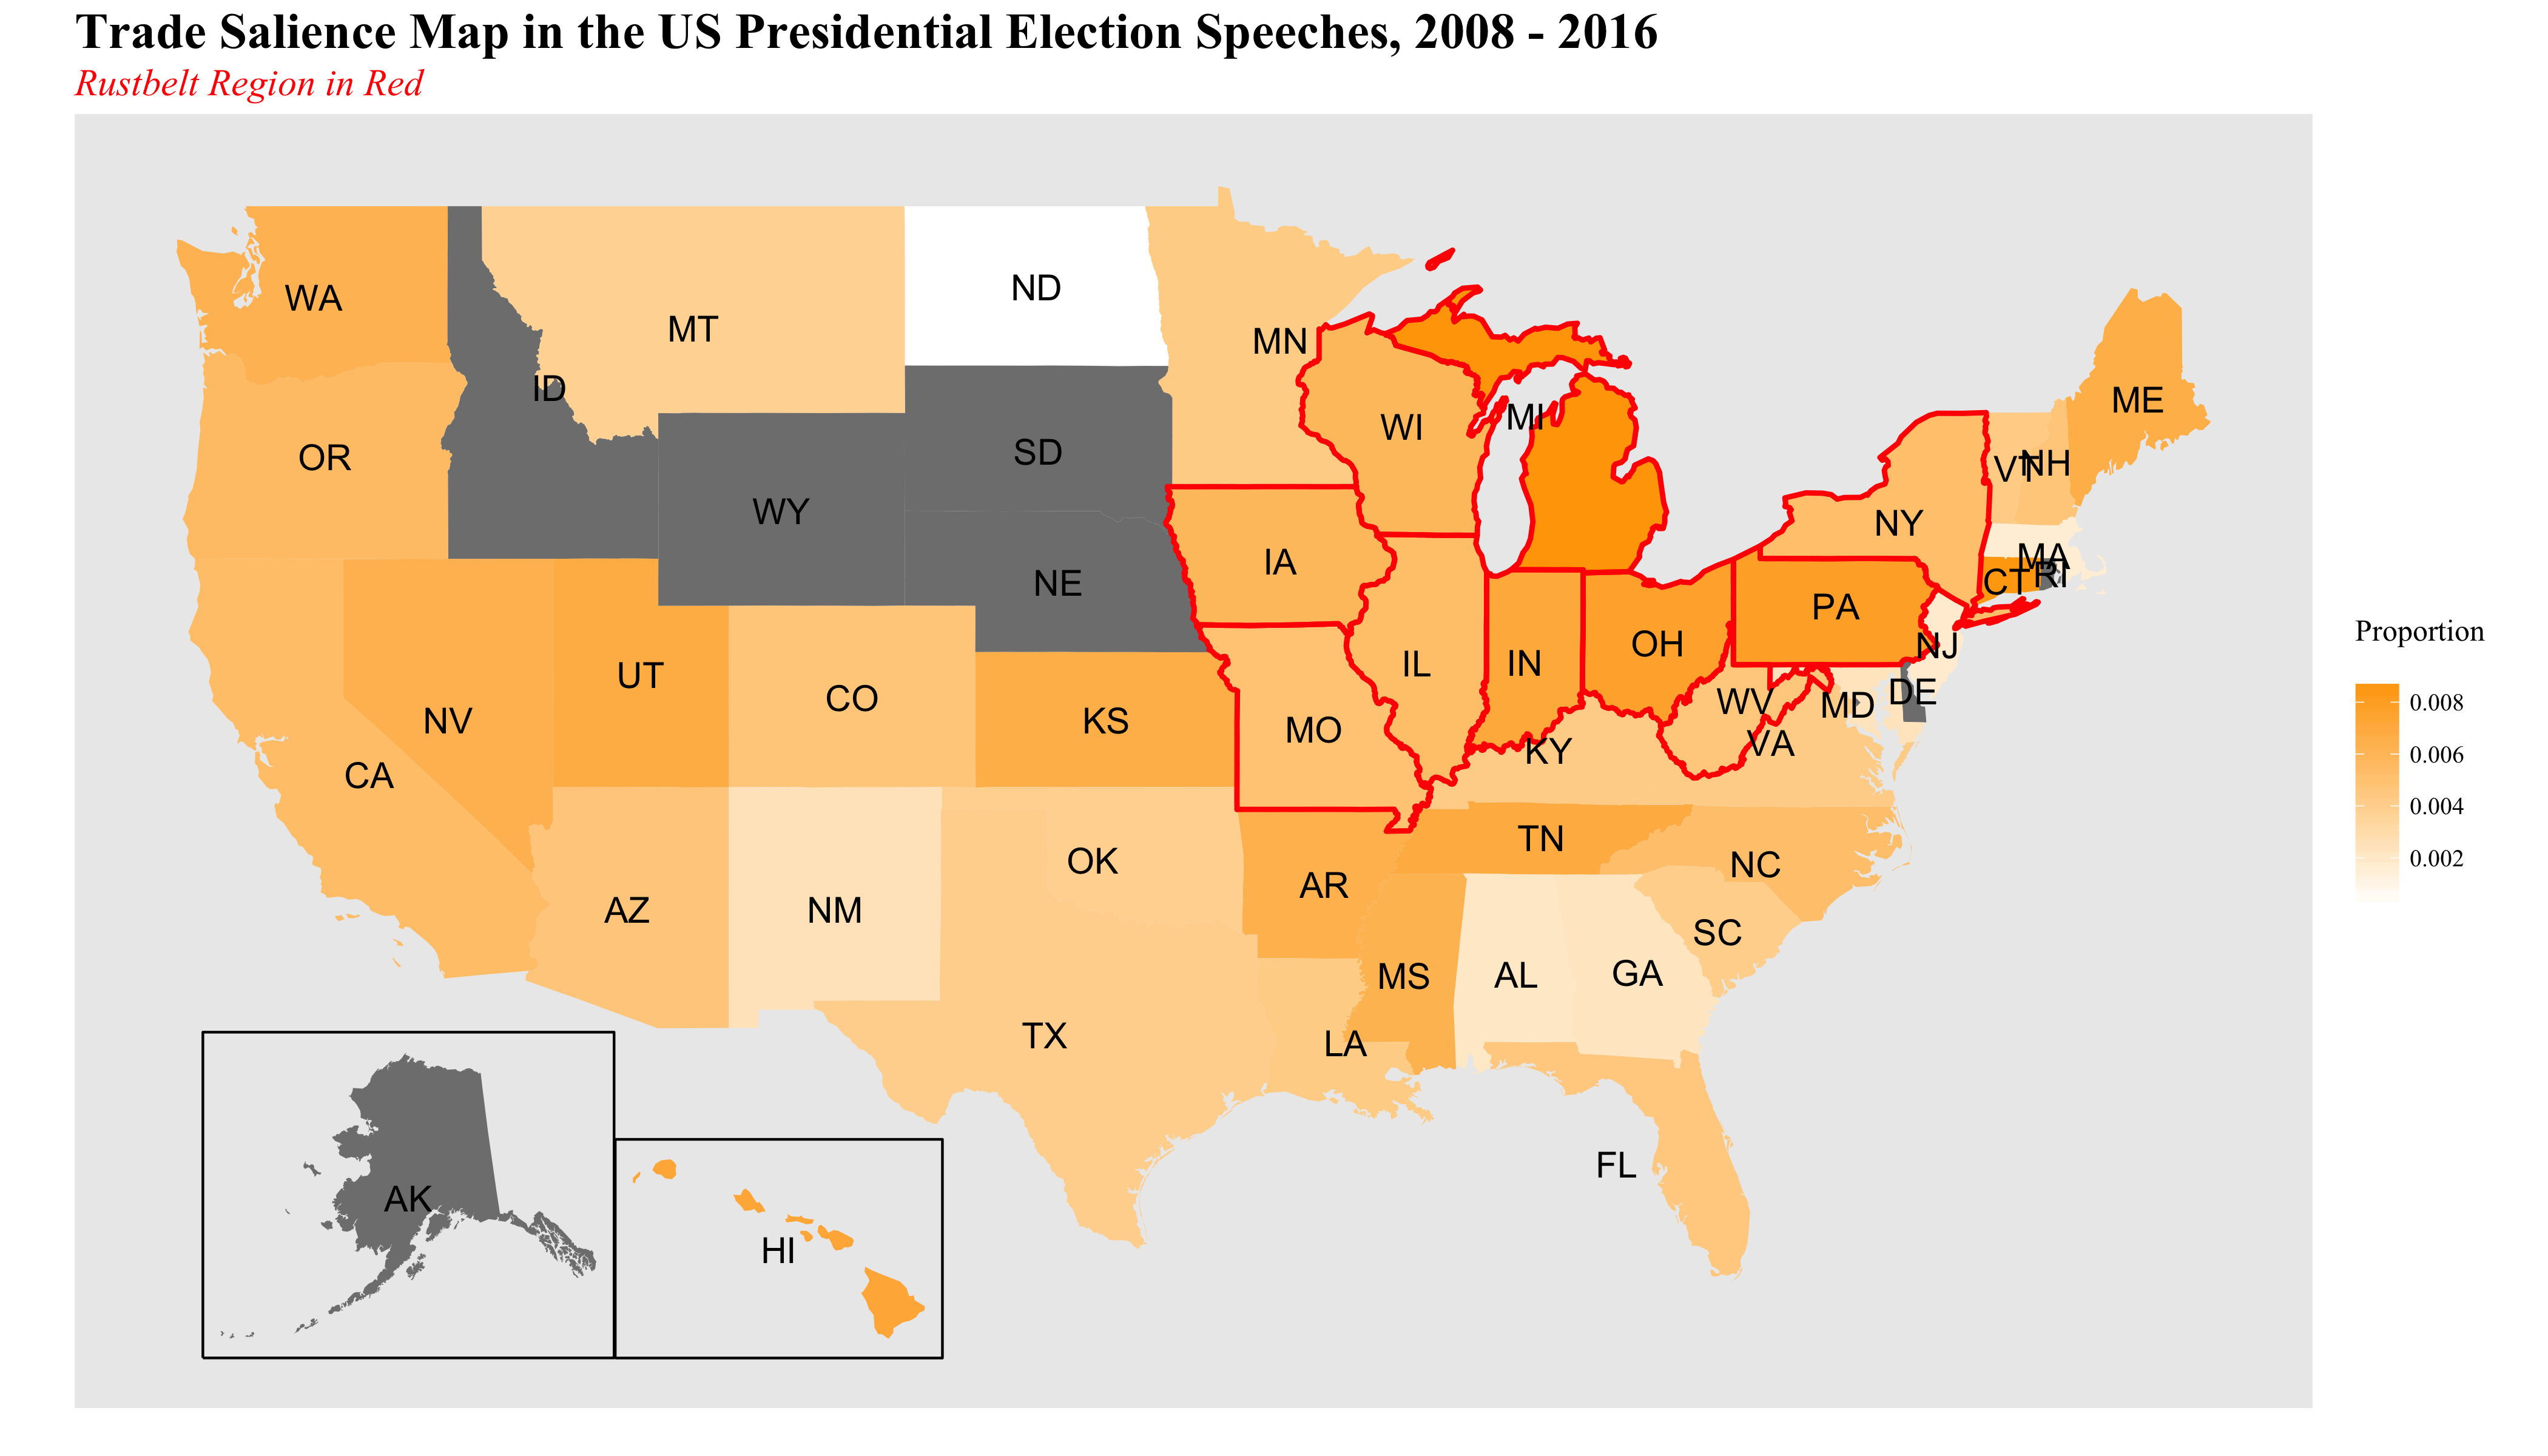 Trade Salience Map in the US Presidential Election Speeches, 2008 - 2016
Rustbelt Region in Red
WA
MT
ND
MN
ID
OR
WY
SD
NE
WI
MI
IA
IL
IN
OH
PA
NY
VT
NH
ME
MA
CT
RI
NJ
DE
MD
WV
VA
KY
MO
KS
CO
UT
NV
CA
AZ
NM
OK
TX
AR
LA
MS
AL
GA
TN
NC
SC
FL
AK
HI
Proportion
0.008
0.006
0.004
0.002